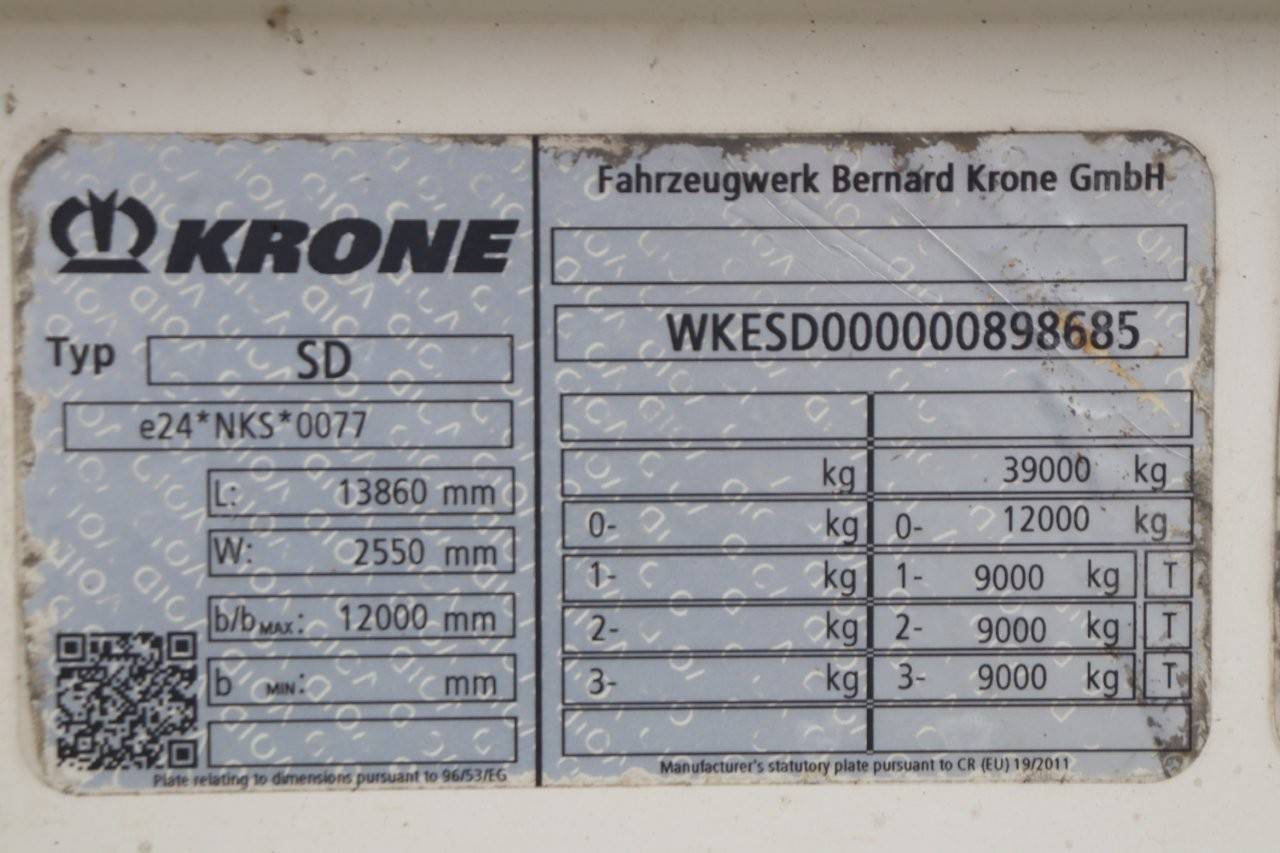 KRONE
Typ SD
e24*NKS*0077
L: 13860 mm
W: 2550 mm
b/bMAX: 12000 mm
b MIN: mm
Plate relating to dimensions pursuant to 96/53/EG
Fahrzeugwerk Bernard Krone GmbH
WKESD000000898685
kg 39000 kg
0- kg 0- 12000 kg
1- kg 1- 9000 kg T
2- kg 2- 9000 kg T
3- kg 3- 9000 kg T
Manufacturer's statutory plate pursuant to CR (EU) 19/2011